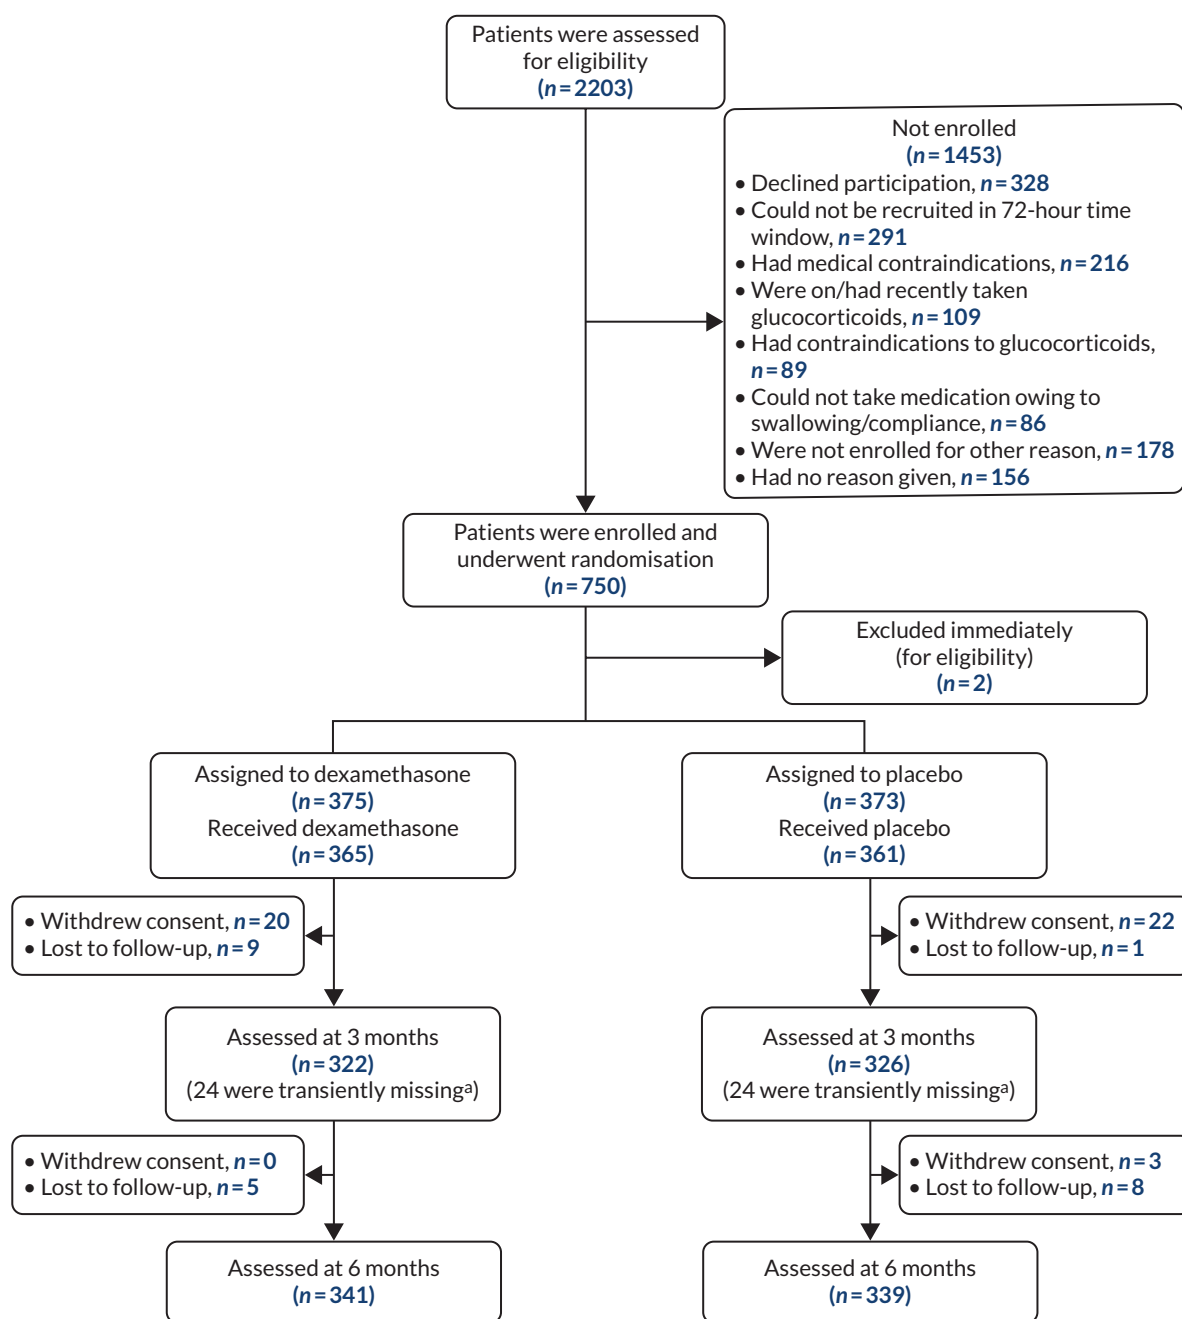 Patients were assessed
for eligibility
(n=2203)
Not enrolled
(n=1453)
• Declined participation, n=328
• Could not be recruited in 72-hour time
window, n=291
• Had medical contraindications, n=216
• Were on/had recently taken
glucocorticoids, n=109
• Had contraindications to glucocorticoids,
n=89
• Could not take medication owing to
swallowing/compliance, n=86
• Were not enrolled for other reason, n=178
• Had no reason given, n=156
Patients were enrolled and
underwent randomisation
(n=750)
Excluded immediately
(for eligibility)
(n=2)
Assigned to dexamethasone
(n=375)
Received dexamethasone
(n=365)
Assigned to placebo
(n=373)
Received placebo
(n=361)
• Withdrew consent, n=20
• Lost to follow-up, n=9
• Withdrew consent, n=22
• Lost to follow-up, n=1
Assessed at 3 months
(n=322)
(24 were transiently missingᵃ)
Assessed at 3 months
(n=326)
(24 were transiently missingᵃ)
• Withdrew consent, n=0
• Lost to follow-up, n=5
• Withdrew consent, n=3
• Lost to follow-up, n=8
Assessed at 6 months
(n=341)
Assessed at 6 months
(n=339)